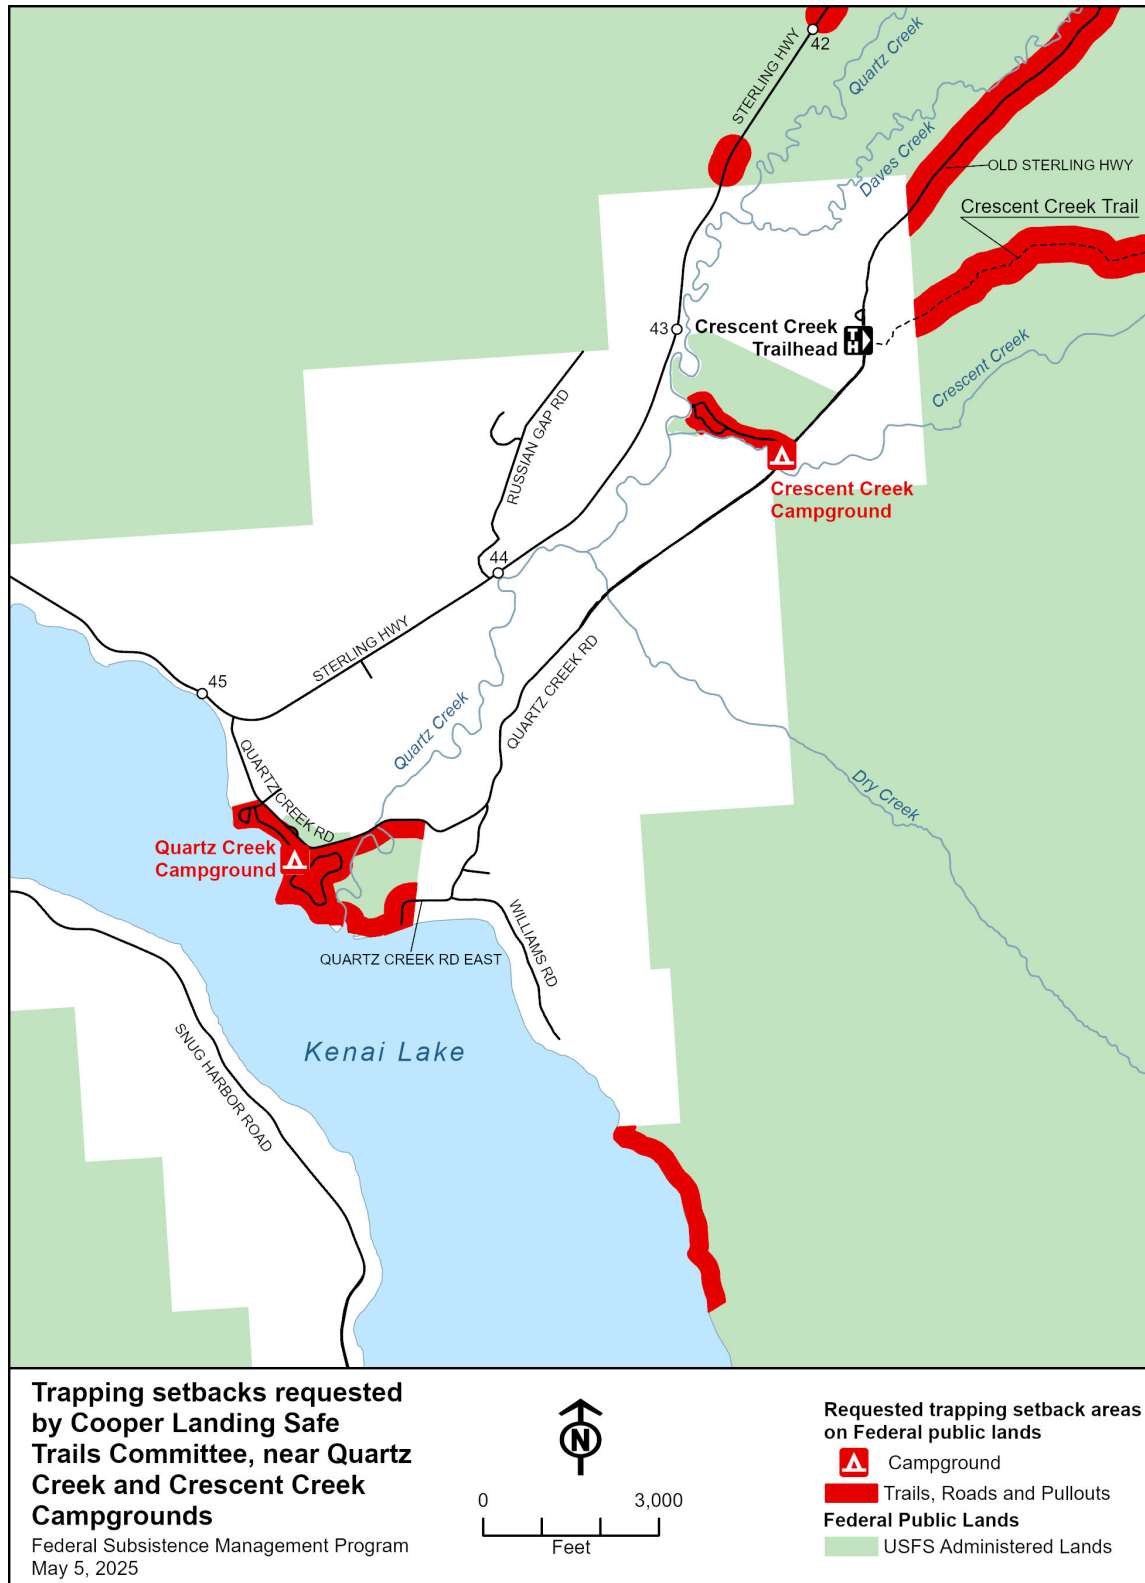 42
STERLING HWY
Quartz Creek
Daves Creek
OLD STERLING HWY
Crescent Creek Trail
43
Crescent Creek
Trailhead
TH
Crescent Creek
RUSSIAN GAP RD
Crescent Creek
Campground
44
STERLING HWY
45
QUARTZ CREEK RD
Quartz Creek
QUARTZ CREEK RD
Dry Creek
Quartz Creek
Campground
WILLIAMS RD
QUARTZ CREEK RD EAST
SNUG HARBOR ROAD
Kenai Lake
Trapping setbacks requested
by Cooper Landing Safe
Trails Committee, near Quartz
Creek and Crescent Creek
Campgrounds
Federal Subsistence Management Program
May 5, 2025
N
0 3,000
Feet
Requested trapping setback areas
on Federal public lands
Campground
Trails, Roads and Pullouts
Federal Public Lands
USFS Administered Lands